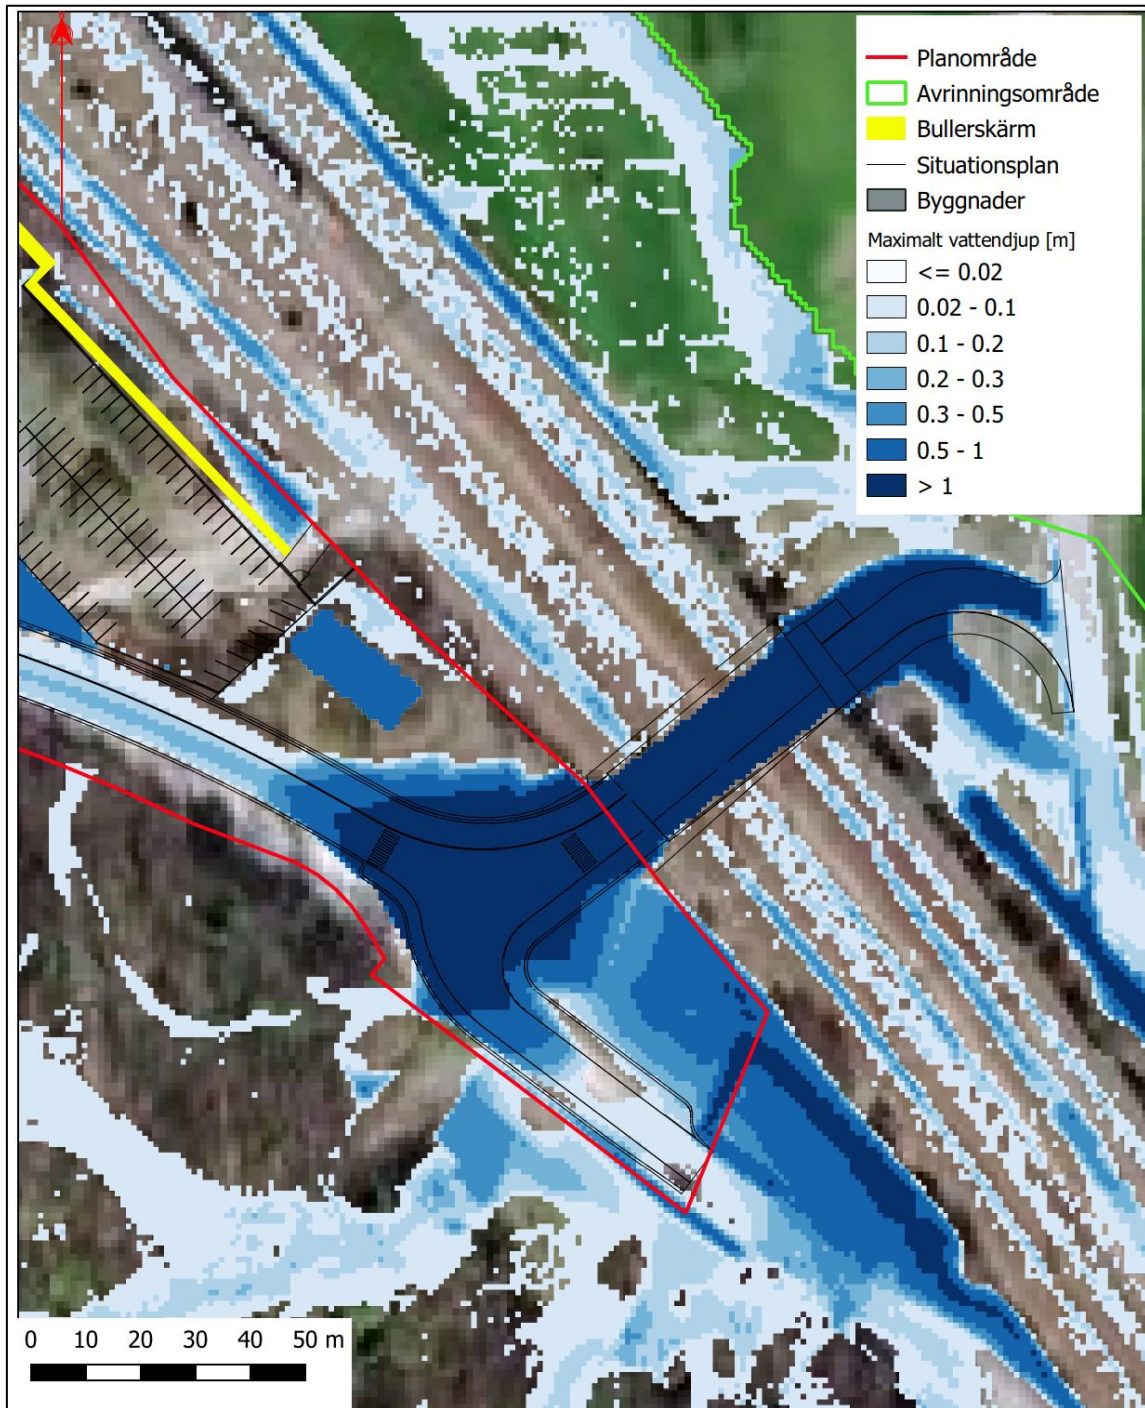 Planområde
Avrinningsområde
Bullerskärm
Situationsplan
Byggnader
Maximalt vattendjup [m]
<= 0.02
0.02 - 0.1
0.1 - 0.2
0.2 - 0.3
0.3 - 0.5
0.5 - 1
> 1
0 10 20 30 40 50 m